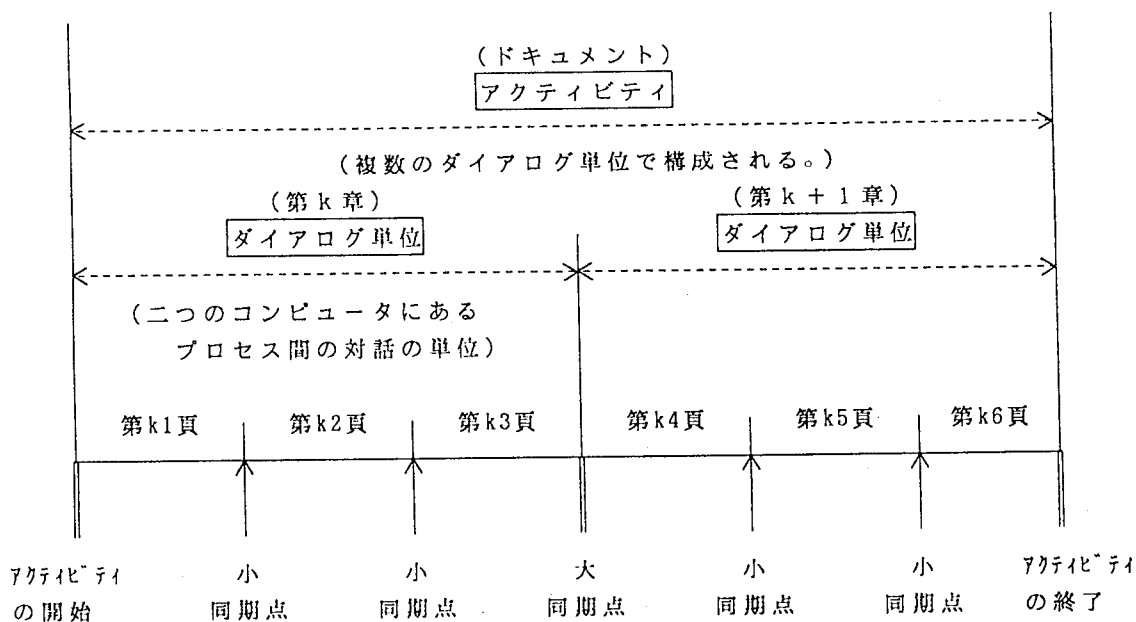 (ドキュメント)
アクティビティ
(複数のダイアログ単位で構成される。)
(第k章)
(第k+1章)
ダイアログ単位
ダイアログ単位
(二つのコンピュータにある
プロセス間の対話の単位)
第k1頁 第k2頁 第k3頁 第k4頁 第k5頁 第k6頁
アクティビティ 小 小 大 小 小 アクティビティ
の開始 同期点 同期点 同期点 同期点 同期点 の終了